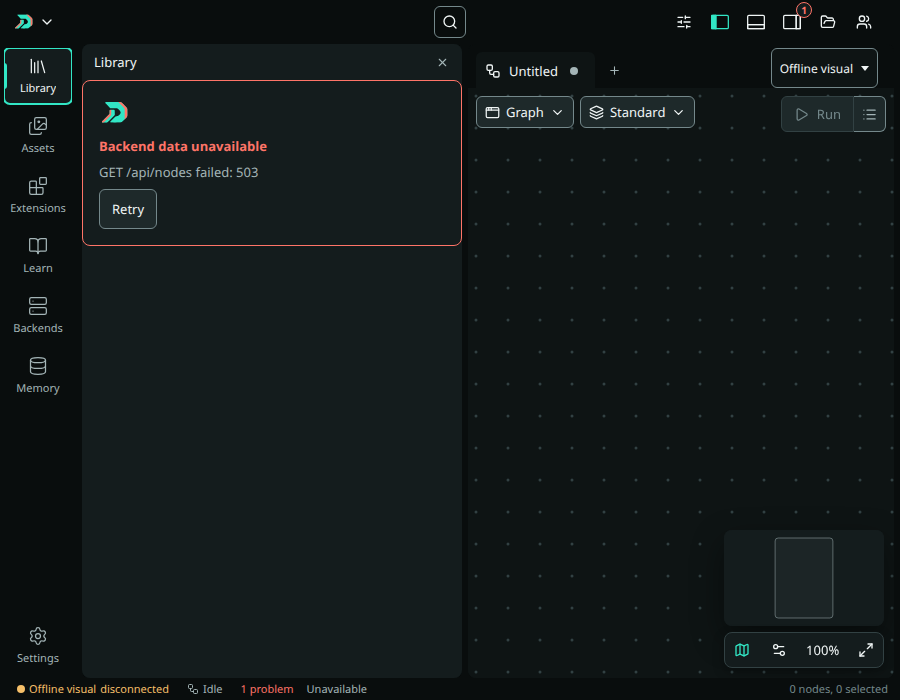 1
Library
Library
Assets
Extensions
Learn
Backends
Memory
Settings
Backend data unavailable
GET /api/nodes failed: 503
Retry
Untitled
Offline visual
Graph
Standard
Run
100%
Offline visual disconnected
Idle
1 problem
Unavailable
0 nodes, 0 selected